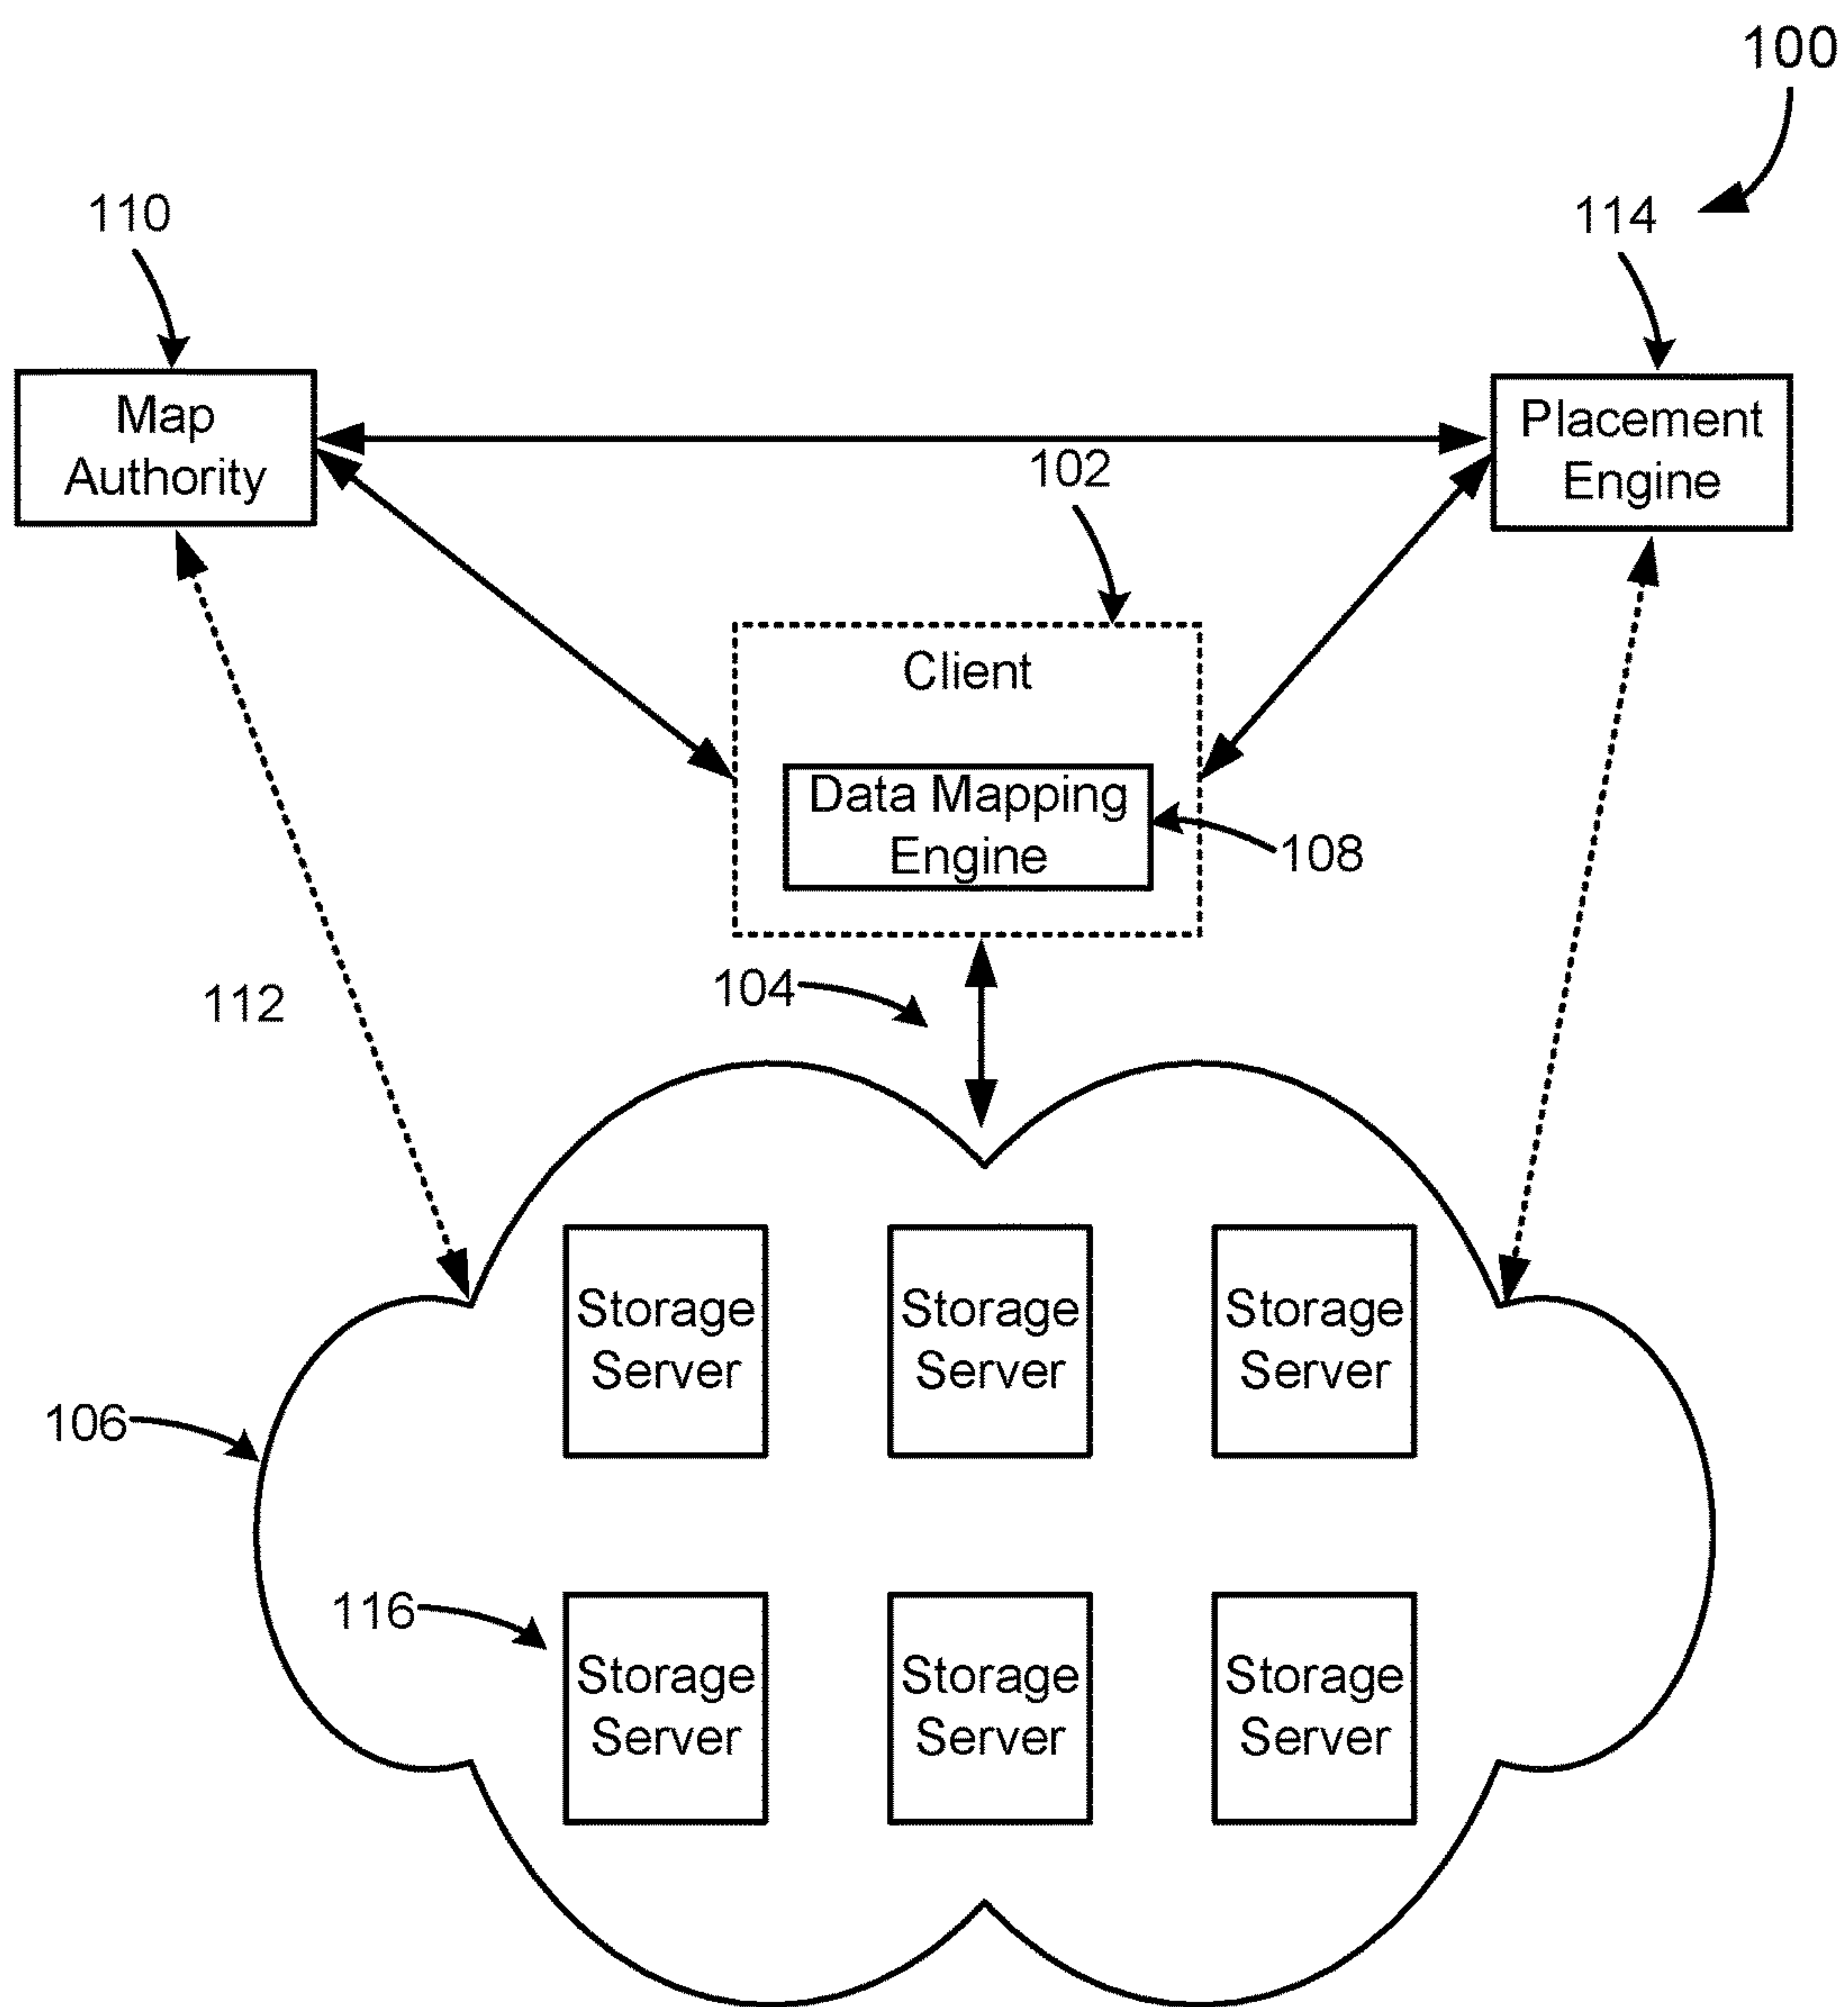 100
110
114
Map
Authority
Placement
Engine
102
Client
Data Mapping
Engine
108
104
112
Storage
Server
Storage
Server
Storage
Server
106
116
Storage
Server
Storage
Server
Storage
Server